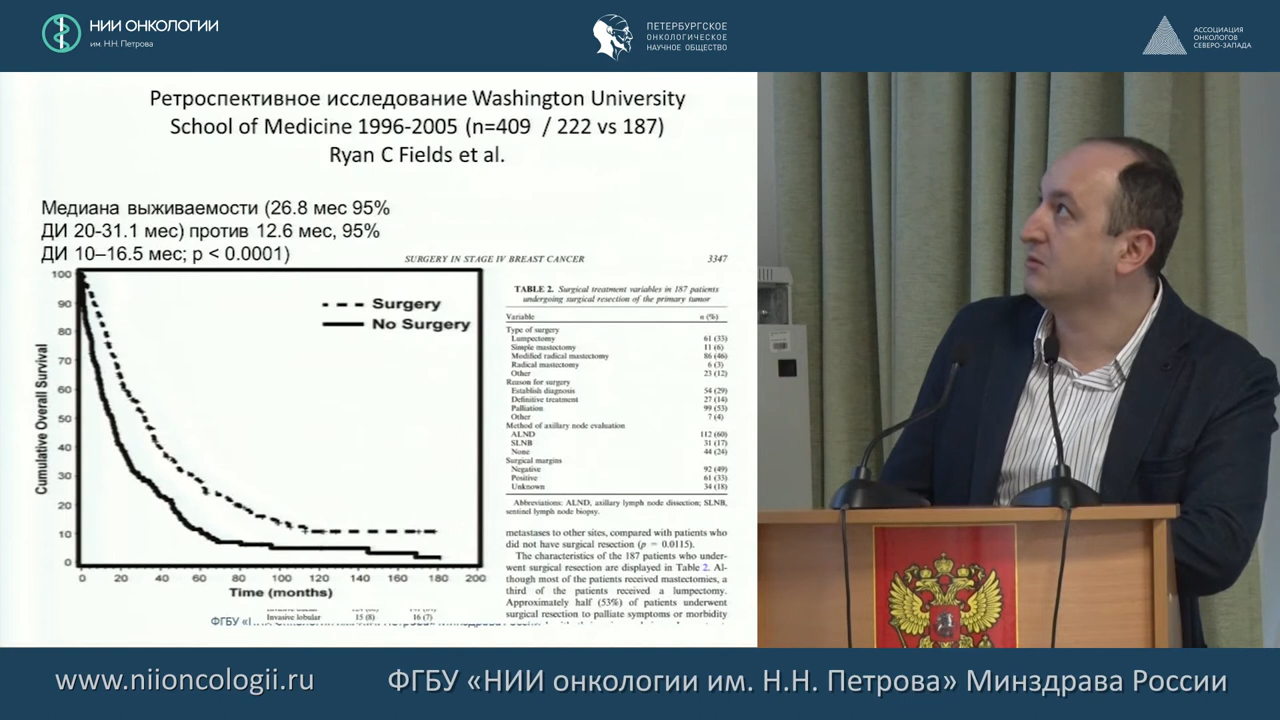 НИИ ОНКОЛОГИИ
им. Н.Н. Петрова
ПЕТЕРБУРГСКОЕ
ОНКОЛОГИЧЕСКОЕ
НАУЧНОЕ ОБЩЕСТВО
АССОЦИАЦИЯ
ОНКОЛОГОВ
СЕВЕРО-ЗАПАДА
Ретроспективное исследование Washington University
School of Medicine 1996-2005 (n=409 / 222 vs 187)
Ryan C Fields et al.
Медиана выживаемости (26.8 мес 95%
ДИ 20-31.1 мес) против 12.6 мес, 95%
ДИ 10–16.5 мес; p < 0.0001)
Cumulative Overall Survival
100
90
80
70
60
50
40
30
20
10
0
Surgery
No Surgery
0 20 40 60 80 100 120 140 160 180 200
Time (months)
SURGERY IN STAGE IV BREAST CANCER 3347
TABLE 2. Surgical treatment variables in 187 patients
undergoing surgical resection of the primary tumor
Variable n (%)
Type of surgery
Lumpectomy 61 (33)
Simple mastectomy 11 (6)
Modified radical mastectomy 86 (46)
Radical mastectomy 6 (3)
Other 23 (12)
Reason for surgery
Establish diagnosis 54 (29)
Definitive treatment 27 (14)
Palliation 99 (53)
Other 7 (4)
Method of axillary node evaluation
ALND 112 (60)
SLNB 31 (17)
None 44 (24)
Surgical margins
Negative 92 (49)
Positive 61 (33)
Unknown 34 (18)
Abbreviations: ALND, axillary lymph node dissection; SLNB,
sentinel lymph node biopsy.
metastases to other sites, compared with patients who
did not have surgical resection (p = 0.0115).
The characteristics of the 187 patients who under-
went surgical resection are displayed in Table 2. Al-
though most of the patients received mastectomies, a
third of the patients received a lumpectomy.
Approximately half (53%) of patients underwent
surgical resection to palliate symptoms or morbidity
Invasive lobular 15 (8) 16 (7)
ФГБУ
www.niioncologii.ru
ФГБУ «НИИ онкологии им. Н.Н. Петрова» Минздрава России